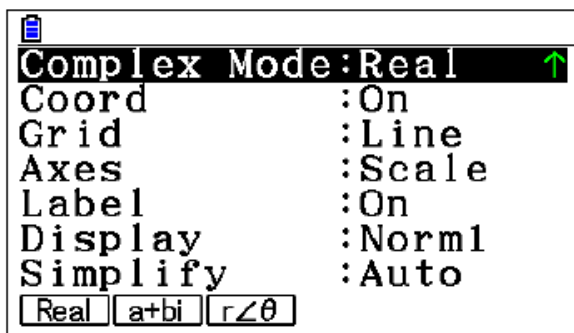 Complex Mode:Real ↑
Coord :On
Grid :Line
Axes :Scale
Label :On
Display :Norm1
Simplify :Auto
Real a+bi r∠θ